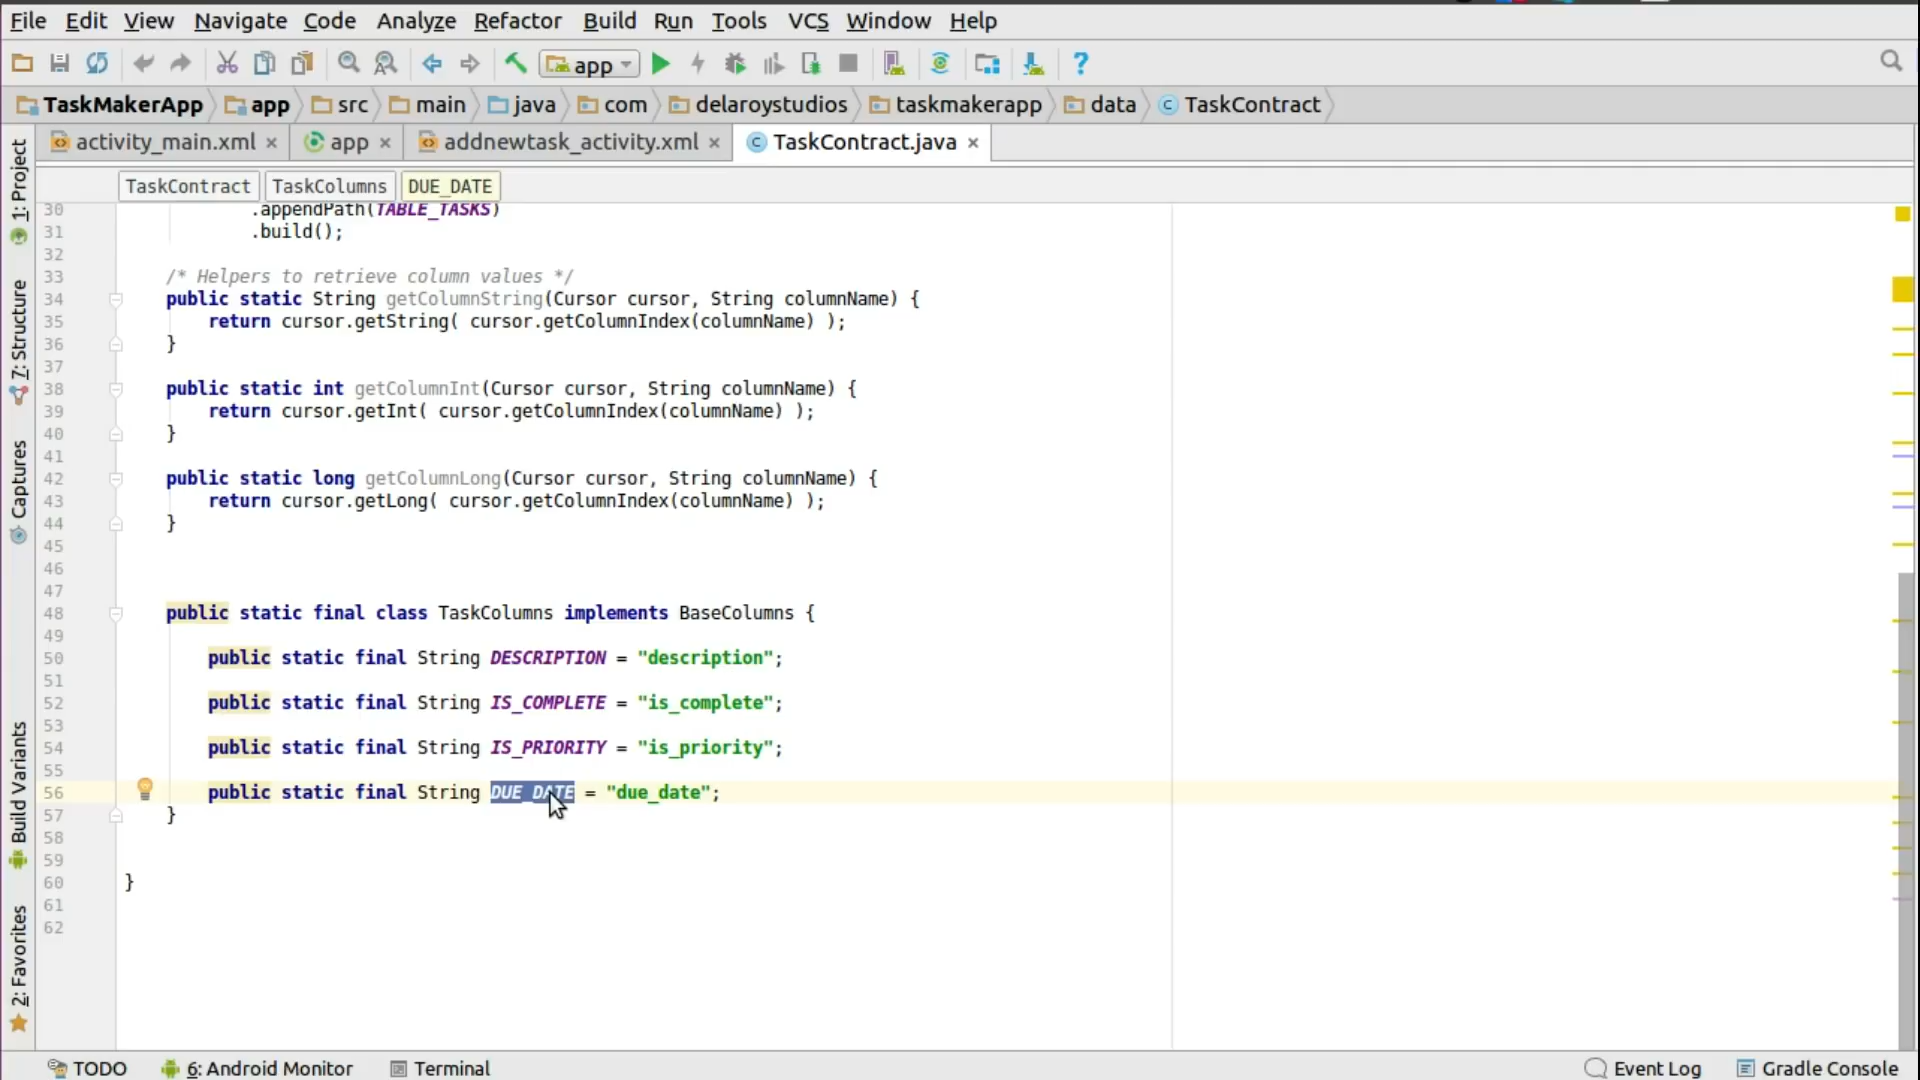 File Edit View Navigate Code Analyze Refactor Build Run Tools VCS Window Help
app
TaskMakerApp app src main java com delaroystudios taskmakerapp data TaskContract
activity_main.xml app addnewtask_activity.xml TaskContract.java
TaskContract TaskColumns DUE_DATE
30 .appendPath(TABLE_TASKS)
31 .build();
32
33 /* Helpers to retrieve column values */
34 public static String getColumnString(Cursor cursor, String columnName) {
35 return cursor.getString( cursor.getColumnIndex(columnName) );
36 }
37
38 public static int getColumnInt(Cursor cursor, String columnName) {
39 return cursor.getInt( cursor.getColumnIndex(columnName) );
40 }
41
42 public static long getColumnLong(Cursor cursor, String columnName) {
43 return cursor.getLong( cursor.getColumnIndex(columnName) );
44 }
45
46
47
48 public static final class TaskColumns implements BaseColumns {
49
50 public static final String DESCRIPTION = "description";
51
52 public static final String IS_COMPLETE = "is_complete";
53
54 public static final String IS_PRIORITY = "is_priority";
55
56 public static final String DUE_DATE = "due_date";
57 }
58
59
60 }
61
62
1: Project
7: Structure
Captures
Build Variants
2: Favorites
TODO 6: Android Monitor Terminal Event Log Gradle Console